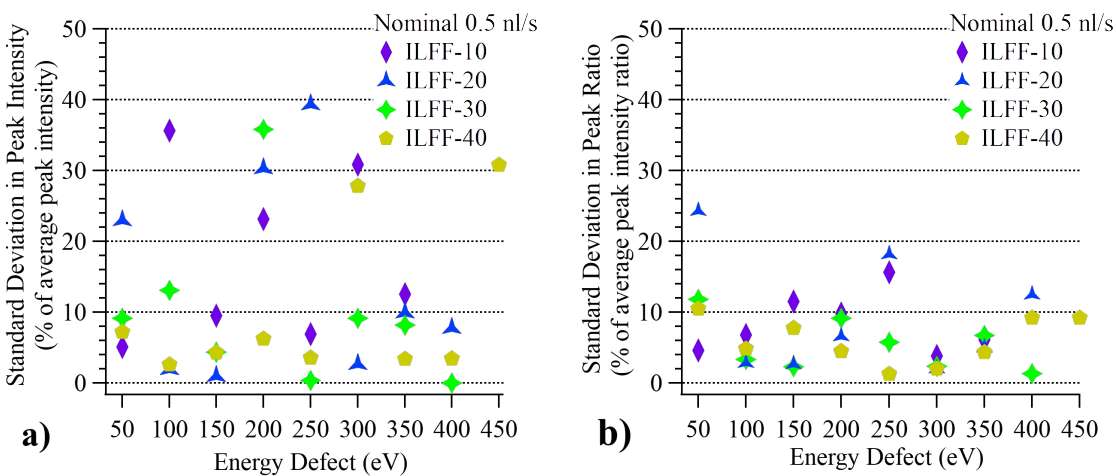 Nominal 0.5 nl/s
ILFF-10
ILFF-20
ILFF-30
ILFF-40
Standard Deviation in Peak Intensity
(% of average peak intensity)
50
40
30
20
10
0
50 100 150 200 250 300 350 400 450
Energy Defect (eV)
a)
Nominal 0.5 nl/s
ILFF-10
ILFF-20
ILFF-30
ILFF-40
Standard Deviation in Peak Ratio
(% of average peak intensity ratio)
50
40
30
20
10
0
50 100 150 200 250 300 350 400 450
Energy Defect (eV)
b)